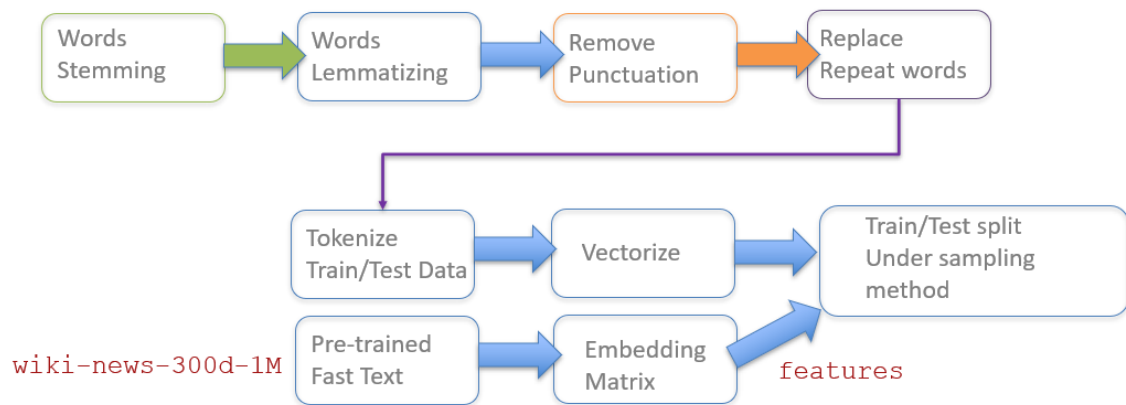 Words
Stemming
Words
Lemmatizing
Remove
Punctuation
Replace
Repeat words
Tokenize
Train/Test Data
Vectorize
Train/Test split
Under sampling
method
wiki-news-300d-1M
Pre-trained
Fast Text
Embedding
Matrix
features